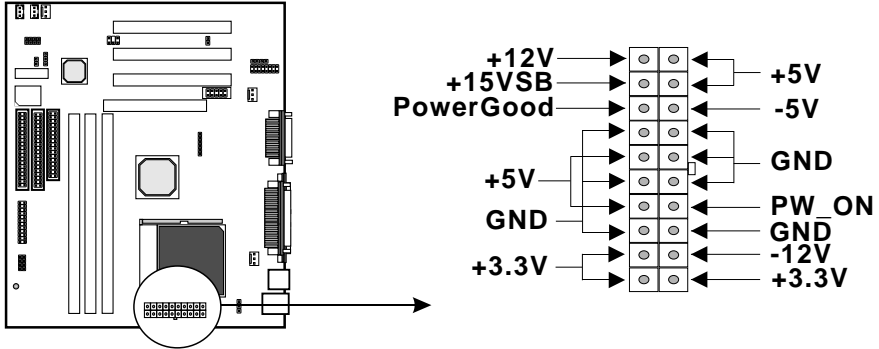 +12V
+15VSB
PowerGood
+5V
GND
+3.3V
+5V
-5V
GND
PW_ON
GND
-12V
+3.3V